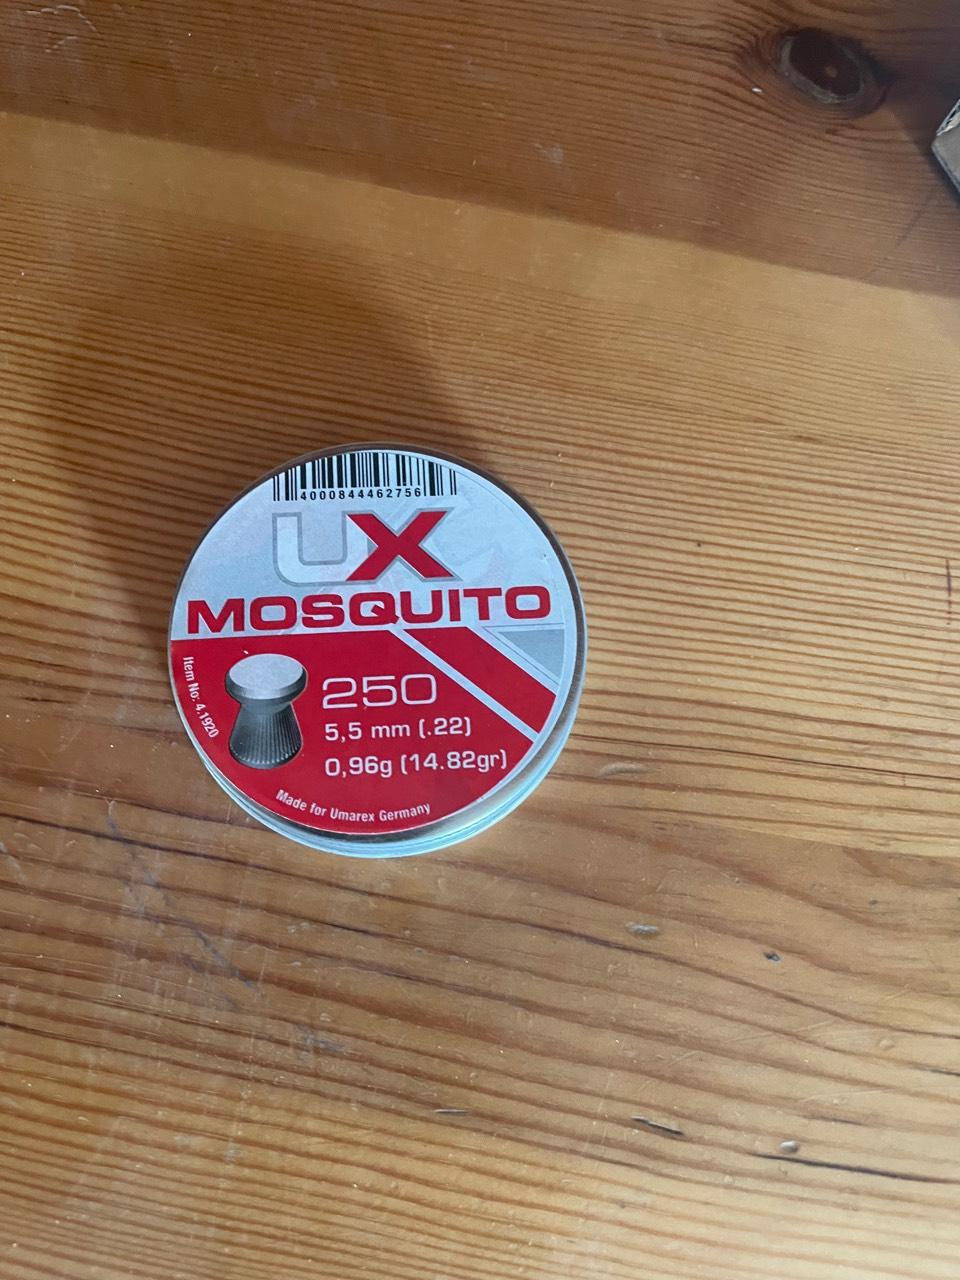 4000844462756
UX
MOSQUITO
Item No: 4.1920
250
5,5 mm (.22)
0,96g (14.82gr)
Made for Umarex Germany